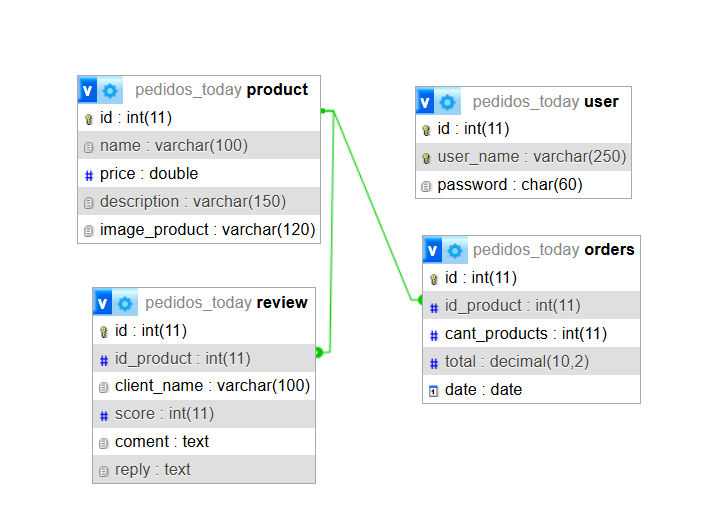 v pedidos_today product
id : int(11)
name : varchar(100)
# price : double
description : varchar(150)
image_product : varchar(120)
v pedidos_today user
id : int(11)
user_name : varchar(250)
password : char(60)
v pedidos_today review
id : int(11)
# id_product : int(11)
client_name : varchar(100)
# score : int(11)
coment : text
reply : text
v pedidos_today orders
id : int(11)
# id_product : int(11)
# cant_products : int(11)
# total : decimal(10,2)
date : date